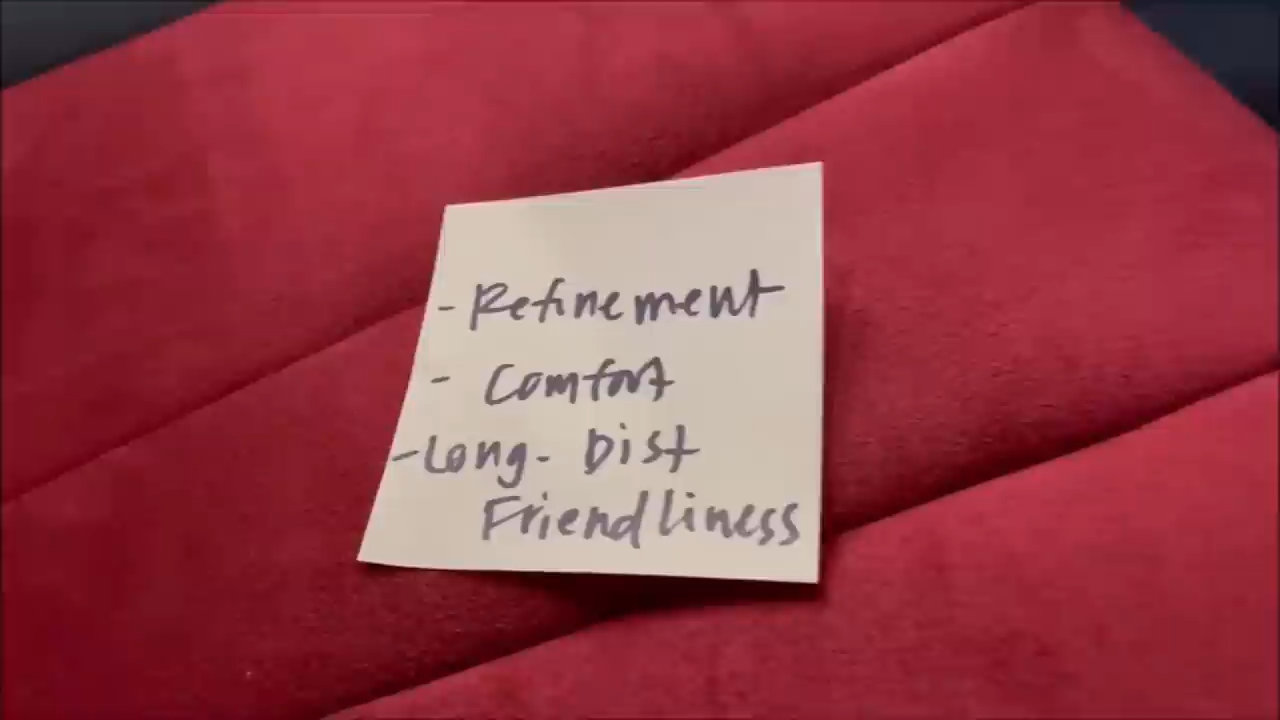 - Refinement
- Comfort
- Long- Dist
Friendliness